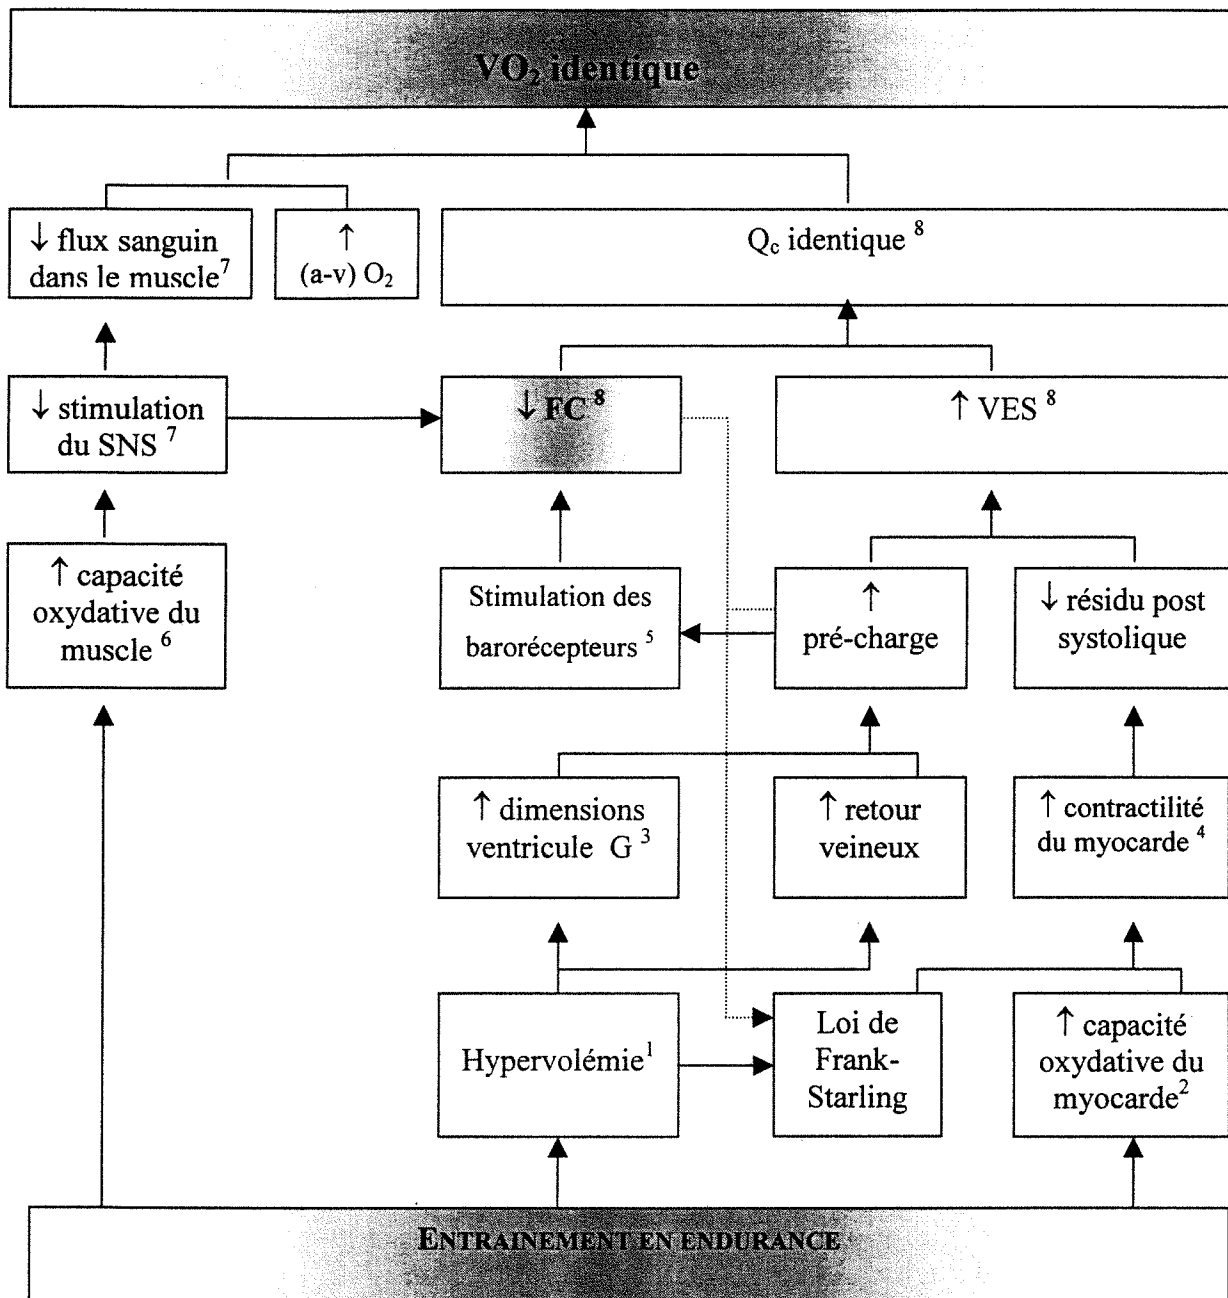 VO₂ identique
↓ flux sanguin
dans le muscle⁷
↑
(a-v) O₂
Q꜀ identique ⁸
↓ stimulation
du SNS ⁷
↓ FC ⁸
↑ VES ⁸
↑ capacité
oxydative du
muscle ⁶
Stimulation des
barorécepteurs ⁵
↑
pré-charge
↓ résidu post
systolique
↑ dimensions
ventricule G ³
↑ retour
veineux
↑ contractilité
du myocarde ⁴
Hypervolémie¹
Loi de
Frank-
Starling
↑ capacité
oxydative du
myocarde²
ENTRAINEMENT EN ENDURANCE